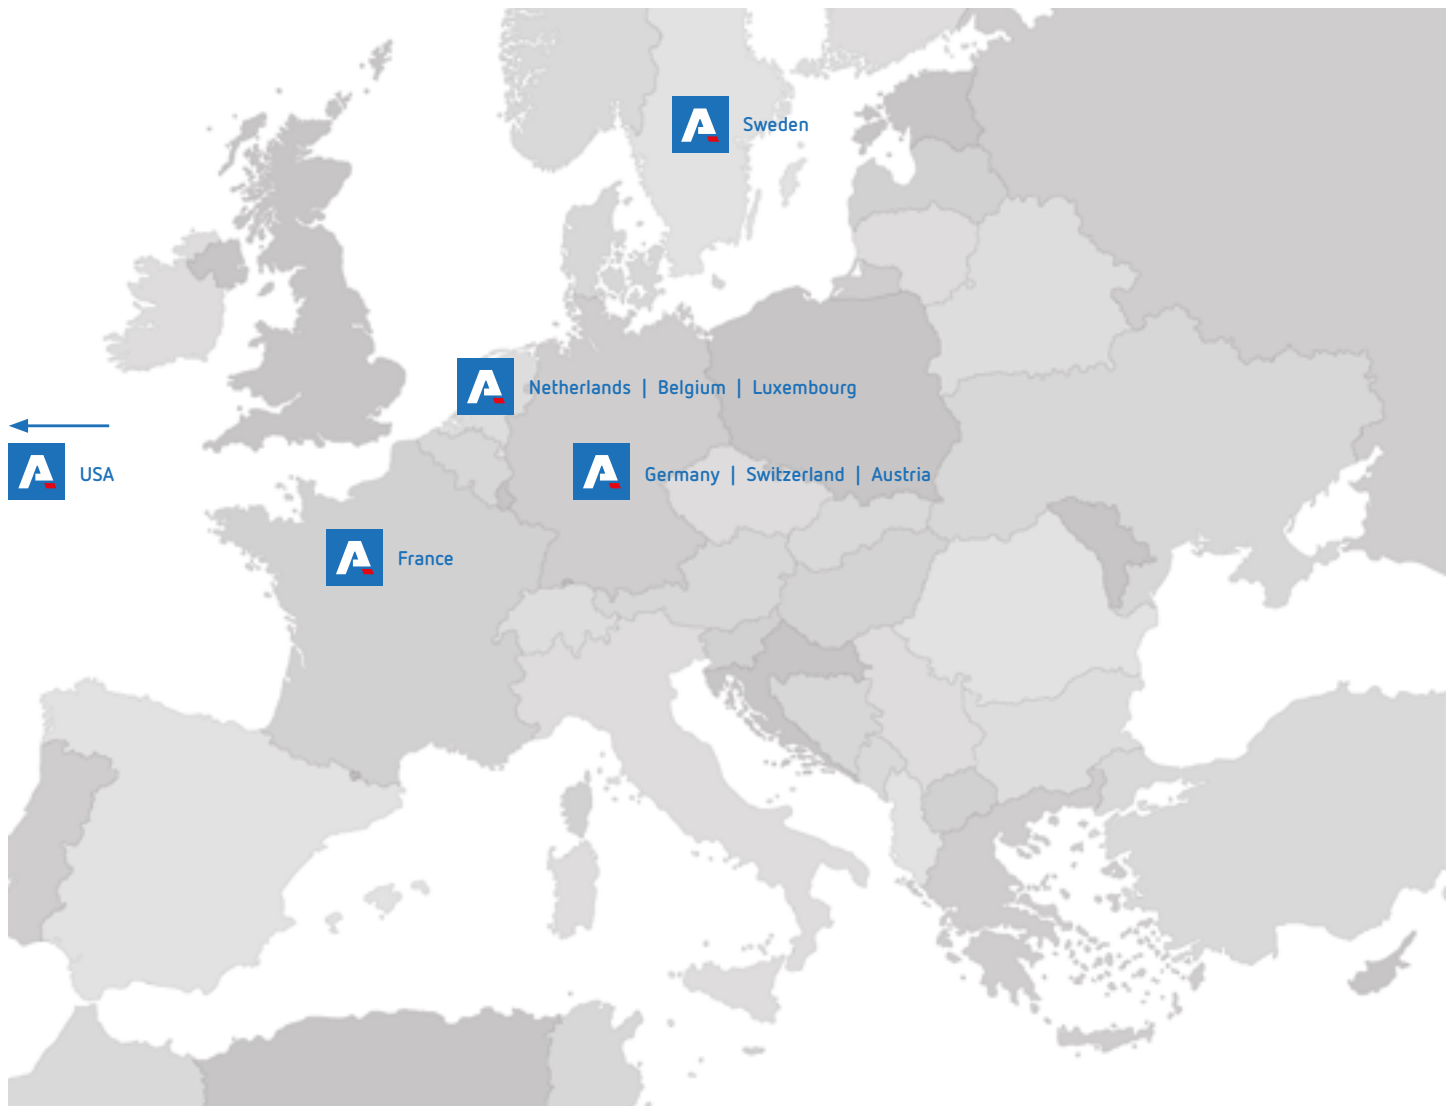 Sweden
Netherlands | Belgium | Luxembourg
USA
Germany | Switzerland | Austria
France